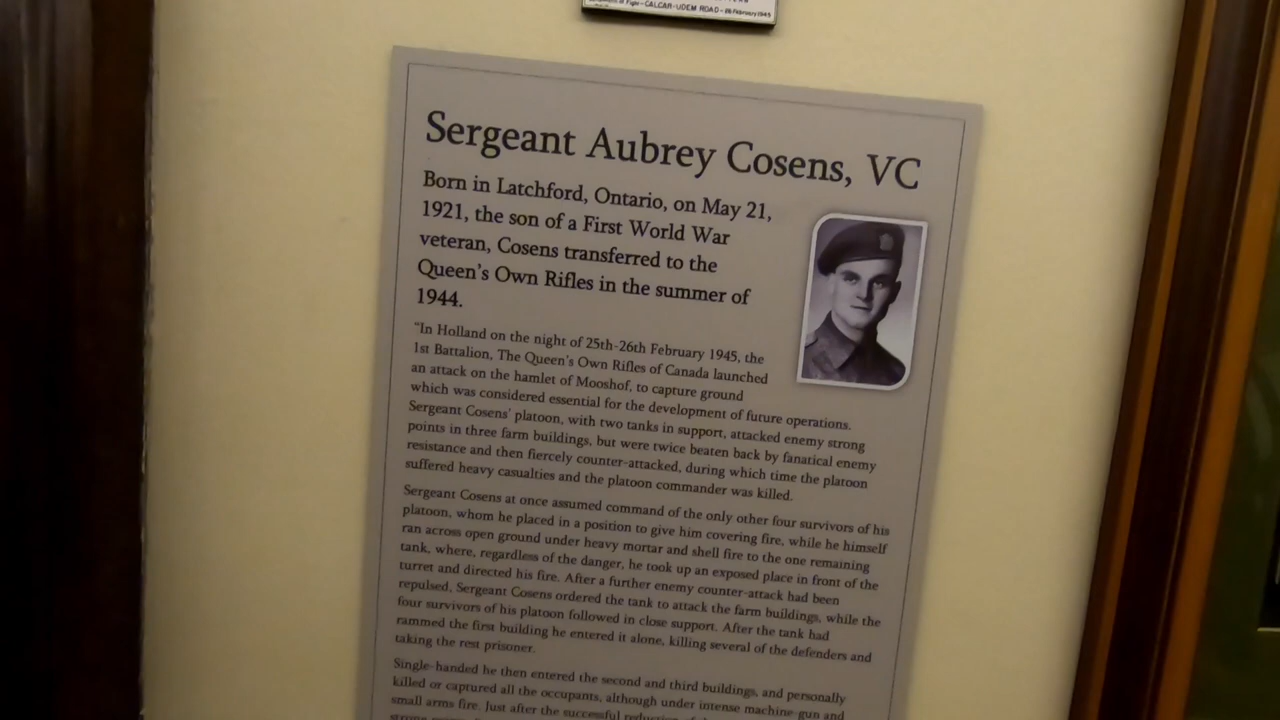 Fight-CALCAR-UDEM ROAD-26 February 1945
Sergeant Aubrey Cosens, VC
Born in Latchford, Ontario, on May 21,
1921, the son of a First World War
veteran, Cosens transferred to the
Queen's Own Rifles in the summer of
1944.
"In Holland on the night of 25th-26th February 1945, the
1st Battalion, The Queen's Own Rifles of Canada launched
an attack on the hamlet of Mooshof, to capture ground
which was considered essential for the development of future operations.
Sergeant Cosens' platoon, with two tanks in support, attacked enemy strong
points in three farm buildings, but were twice beaten back by fanatical enemy
resistance and then fiercely counter-attacked, during which time the platoon
suffered heavy casualties and the platoon commander was killed.
Sergeant Cosens at once assumed command of the only other four survivors of his
platoon, whom he placed in a position to give him covering fire, while he himself
ran across open ground under heavy mortar and shell fire to the one remaining
tank, where, regardless of the danger, he took up an exposed place in front of the
turret and directed his fire. After a further enemy counter-attack had been
repulsed, Sergeant Cosens ordered the tank to attack the farm buildings, while the
four survivors of his platoon followed in close support. After the tank had
rammed the first building he entered it alone, killing several of the defenders and
taking the rest prisoner.
Single-handed he then entered the second and third buildings, and personally
killed or captured all the occupants, although under intense machine-gun and
small arms fire. Just after the successful reduction of